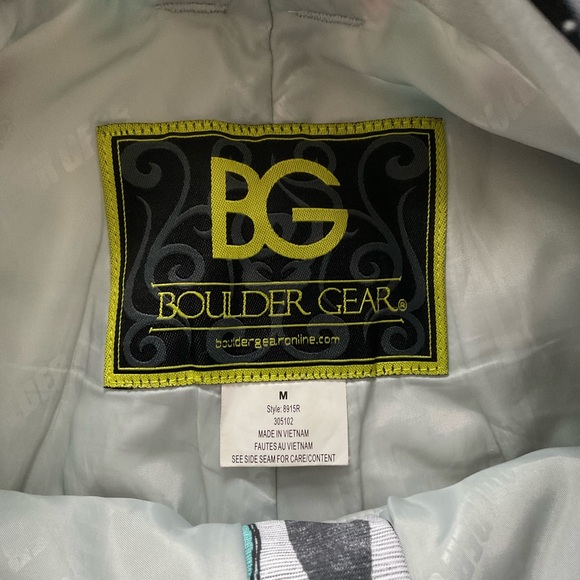 BG
BOULDER GEAR®
bouldergearonline.com
M
Style: 8915R
305102
MADE IN VIETNAM
FAUTES AU VIETNAM
SEE SIDE SEAM FOR CARE/CONTENT